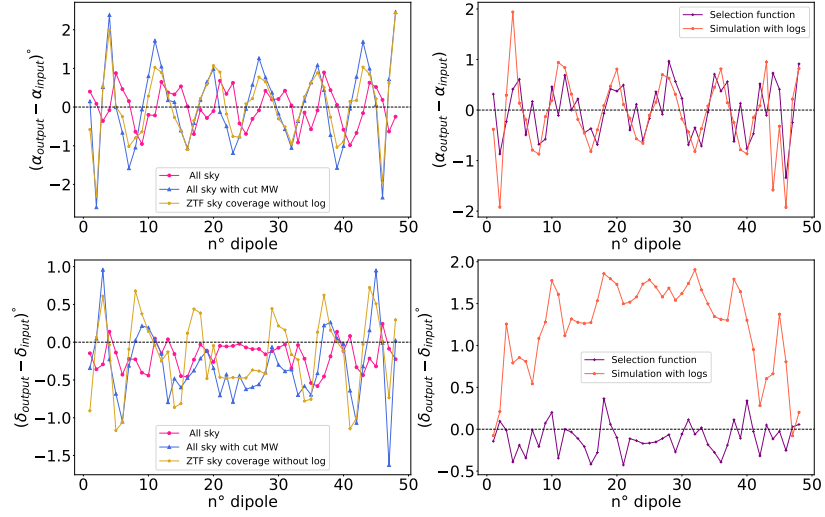 (α_output − α_input)°
2
1
0
−1
−2
All sky
All sky with cut MW
ZTF sky coverage without log
0 10 20 30 40 50
n° dipole
(α_output − α_input)°
2
1
0
−1
−2
Selection function
Simulation with logs
0 10 20 30 40 50
n° dipole
(δ_output − δ_input)°
1.0
0.5
0.0
−0.5
−1.0
−1.5
All sky
All sky with cut MW
ZTF sky coverage without log
0 10 20 30 40 50
n° dipole
(δ_output − δ_input)°
2.0
1.5
1.0
0.5
0.0
−0.5
Selection function
Simulation with logs
0 10 20 30 40 50
n° dipole